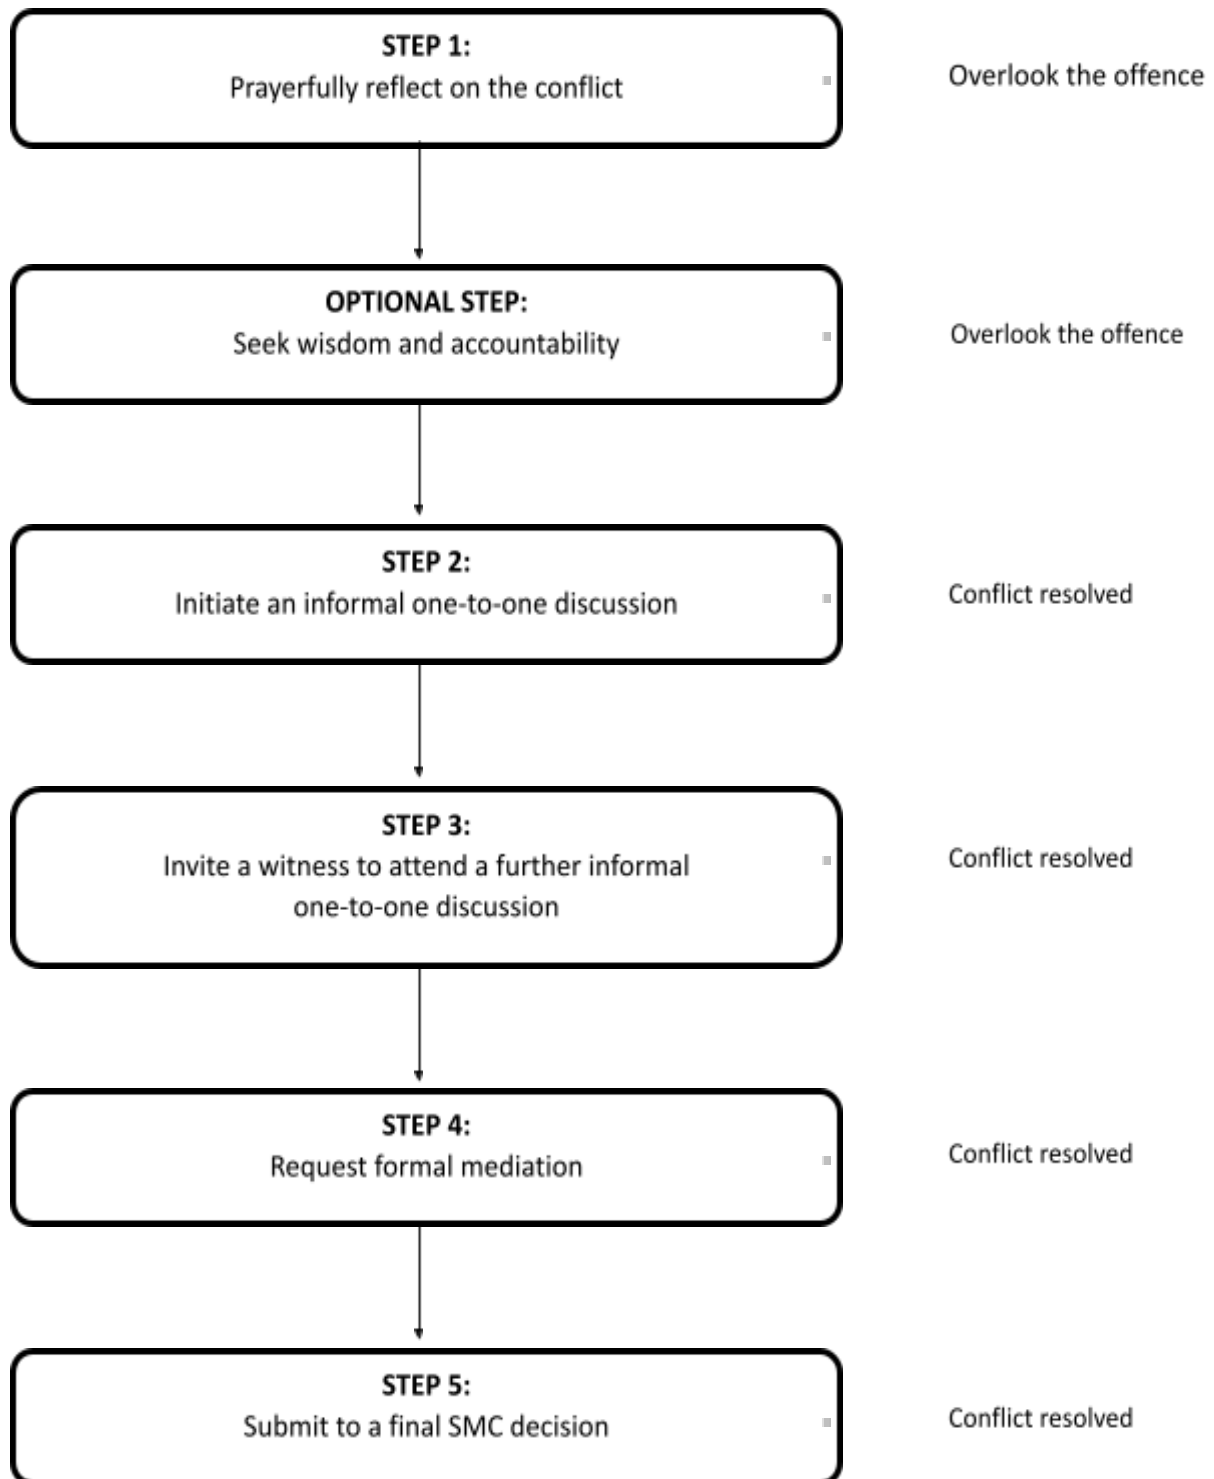 STEP 1:
Prayerfully reflect on the conflict
Overlook the offence
OPTIONAL STEP:
Seek wisdom and accountability
Overlook the offence
STEP 2:
Initiate an informal one-to-one discussion
Conflict resolved
STEP 3:
Invite a witness to attend a further informal
one-to-one discussion
Conflict resolved
STEP 4:
Request formal mediation
Conflict resolved
STEP 5:
Submit to a final SMC decision
Conflict resolved